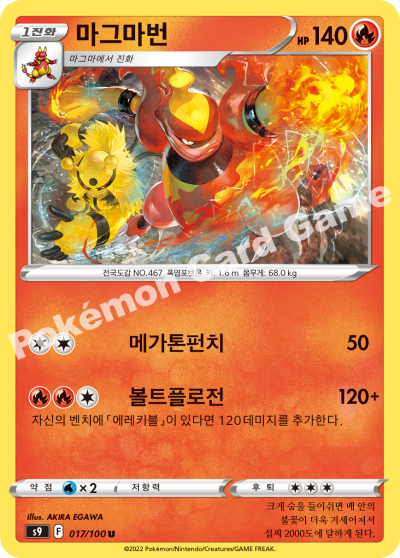 1진화 마그마번 HP 140
마그마에서 진화
전국도감 NO.467 폭염포켓몬 키: 1.6 m 몸무게: 68.0 kg
Pokémon Card Game
메가톤펀치 50
볼트플로전 120+
자신의 벤치에 「에레키블」이 있다면 120데미지를 추가한다.
약점 ×2 저항력 후퇴
Illus. AKIRA EGAWA
크게 숨을 들이쉬면 배 안의
불꽃이 더욱 거세어져서
섭씨 2000도에 달하게 된다.
s9 F 017/100 U
©2022 Pokémon/Nintendo/Creatures/GAME FREAK.